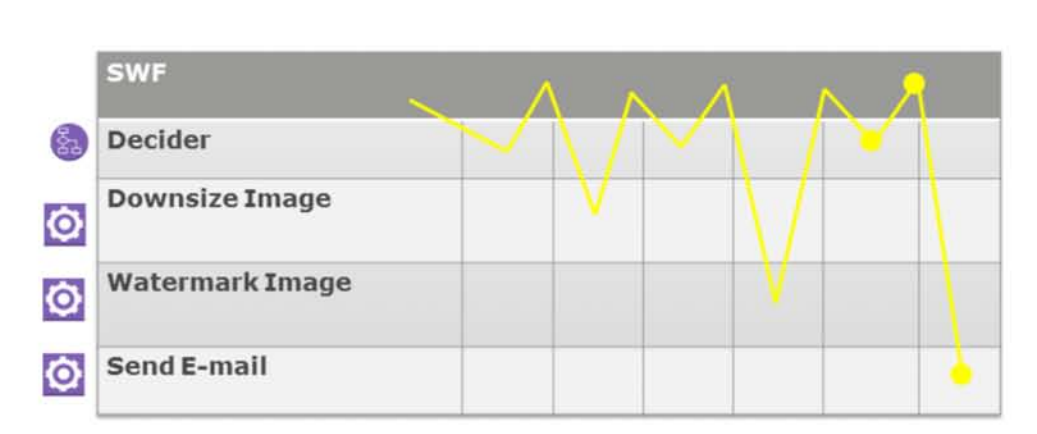 SWF
Decider
Downsize Image
Watermark Image
Send E-mail